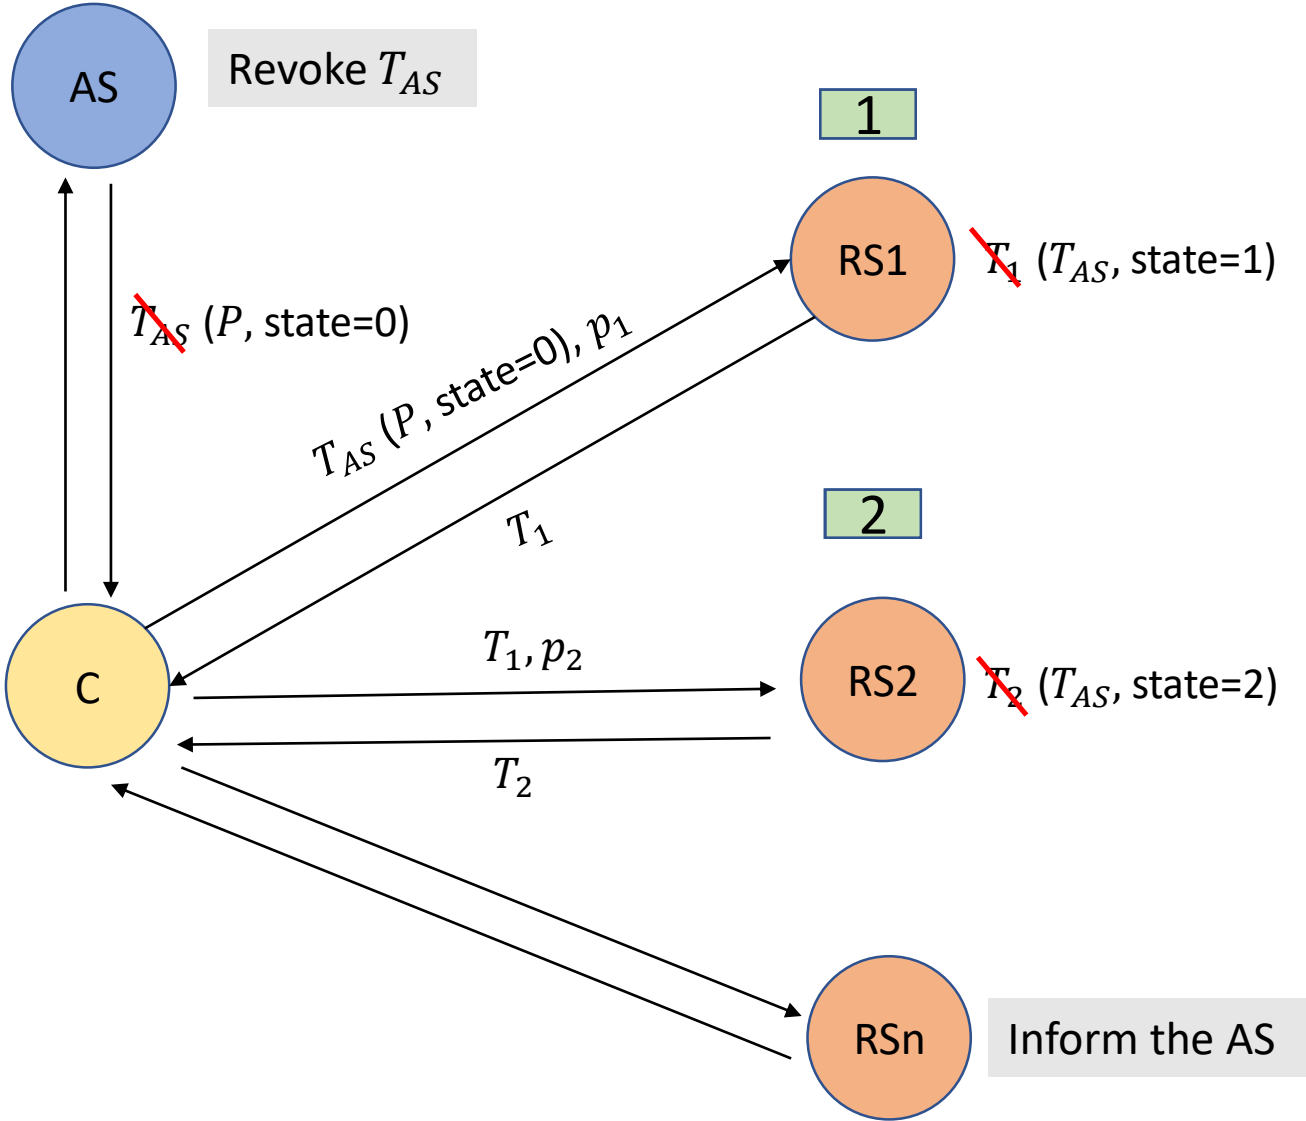 AS
Revoke T_AS
1
RS1
T_1 (T_AS, state=1)
T_AS (P, state=0)
T_AS (P, state=0), p_1
T_1
2
T_1, p_2
C
RS2
T_2 (T_AS, state=2)
T_2
RSn
Inform the AS